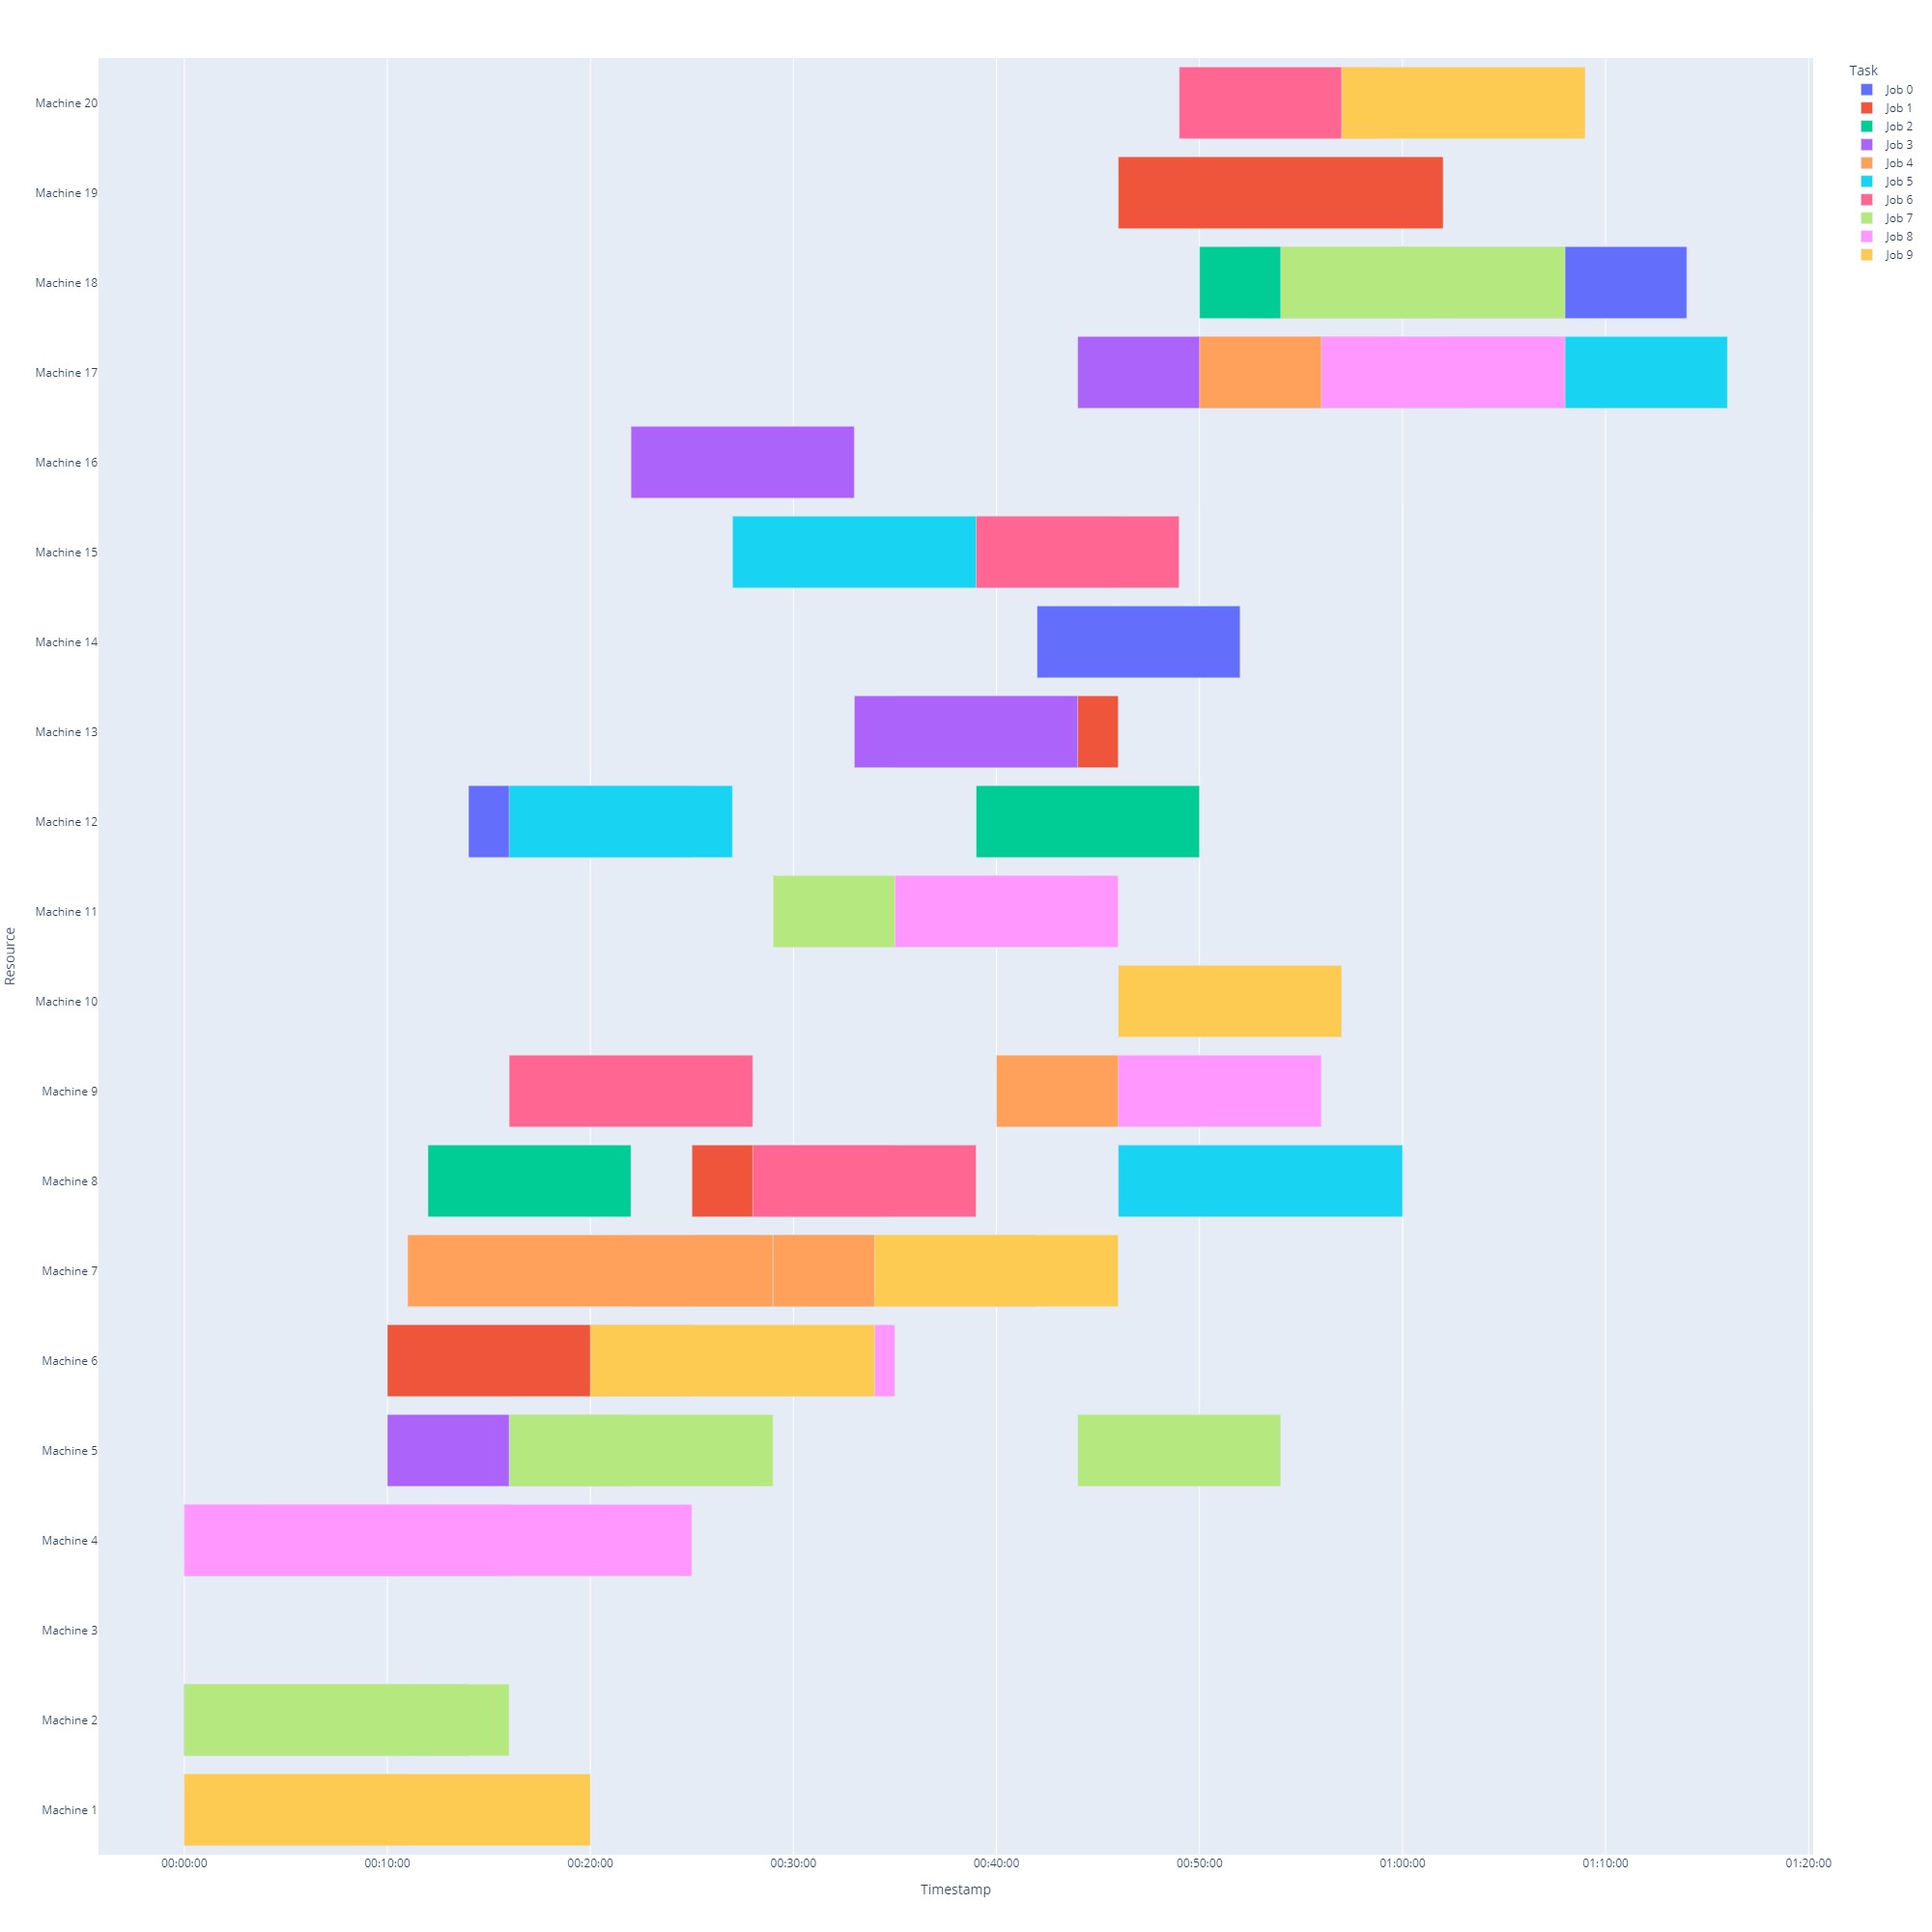 Task
Job 0
Job 1
Job 2
Job 3
Job 4
Job 5
Job 6
Job 7
Job 8
Job 9
Resource
Machine 20
Machine 19
Machine 18
Machine 17
Machine 16
Machine 15
Machine 14
Machine 13
Machine 12
Machine 11
Machine 10
Machine 9
Machine 8
Machine 7
Machine 6
Machine 5
Machine 4
Machine 3
Machine 2
Machine 1
00:00:00 00:10:00 00:20:00 00:30:00 00:40:00 00:50:00 01:00:00 01:10:00 01:20:00
Timestamp